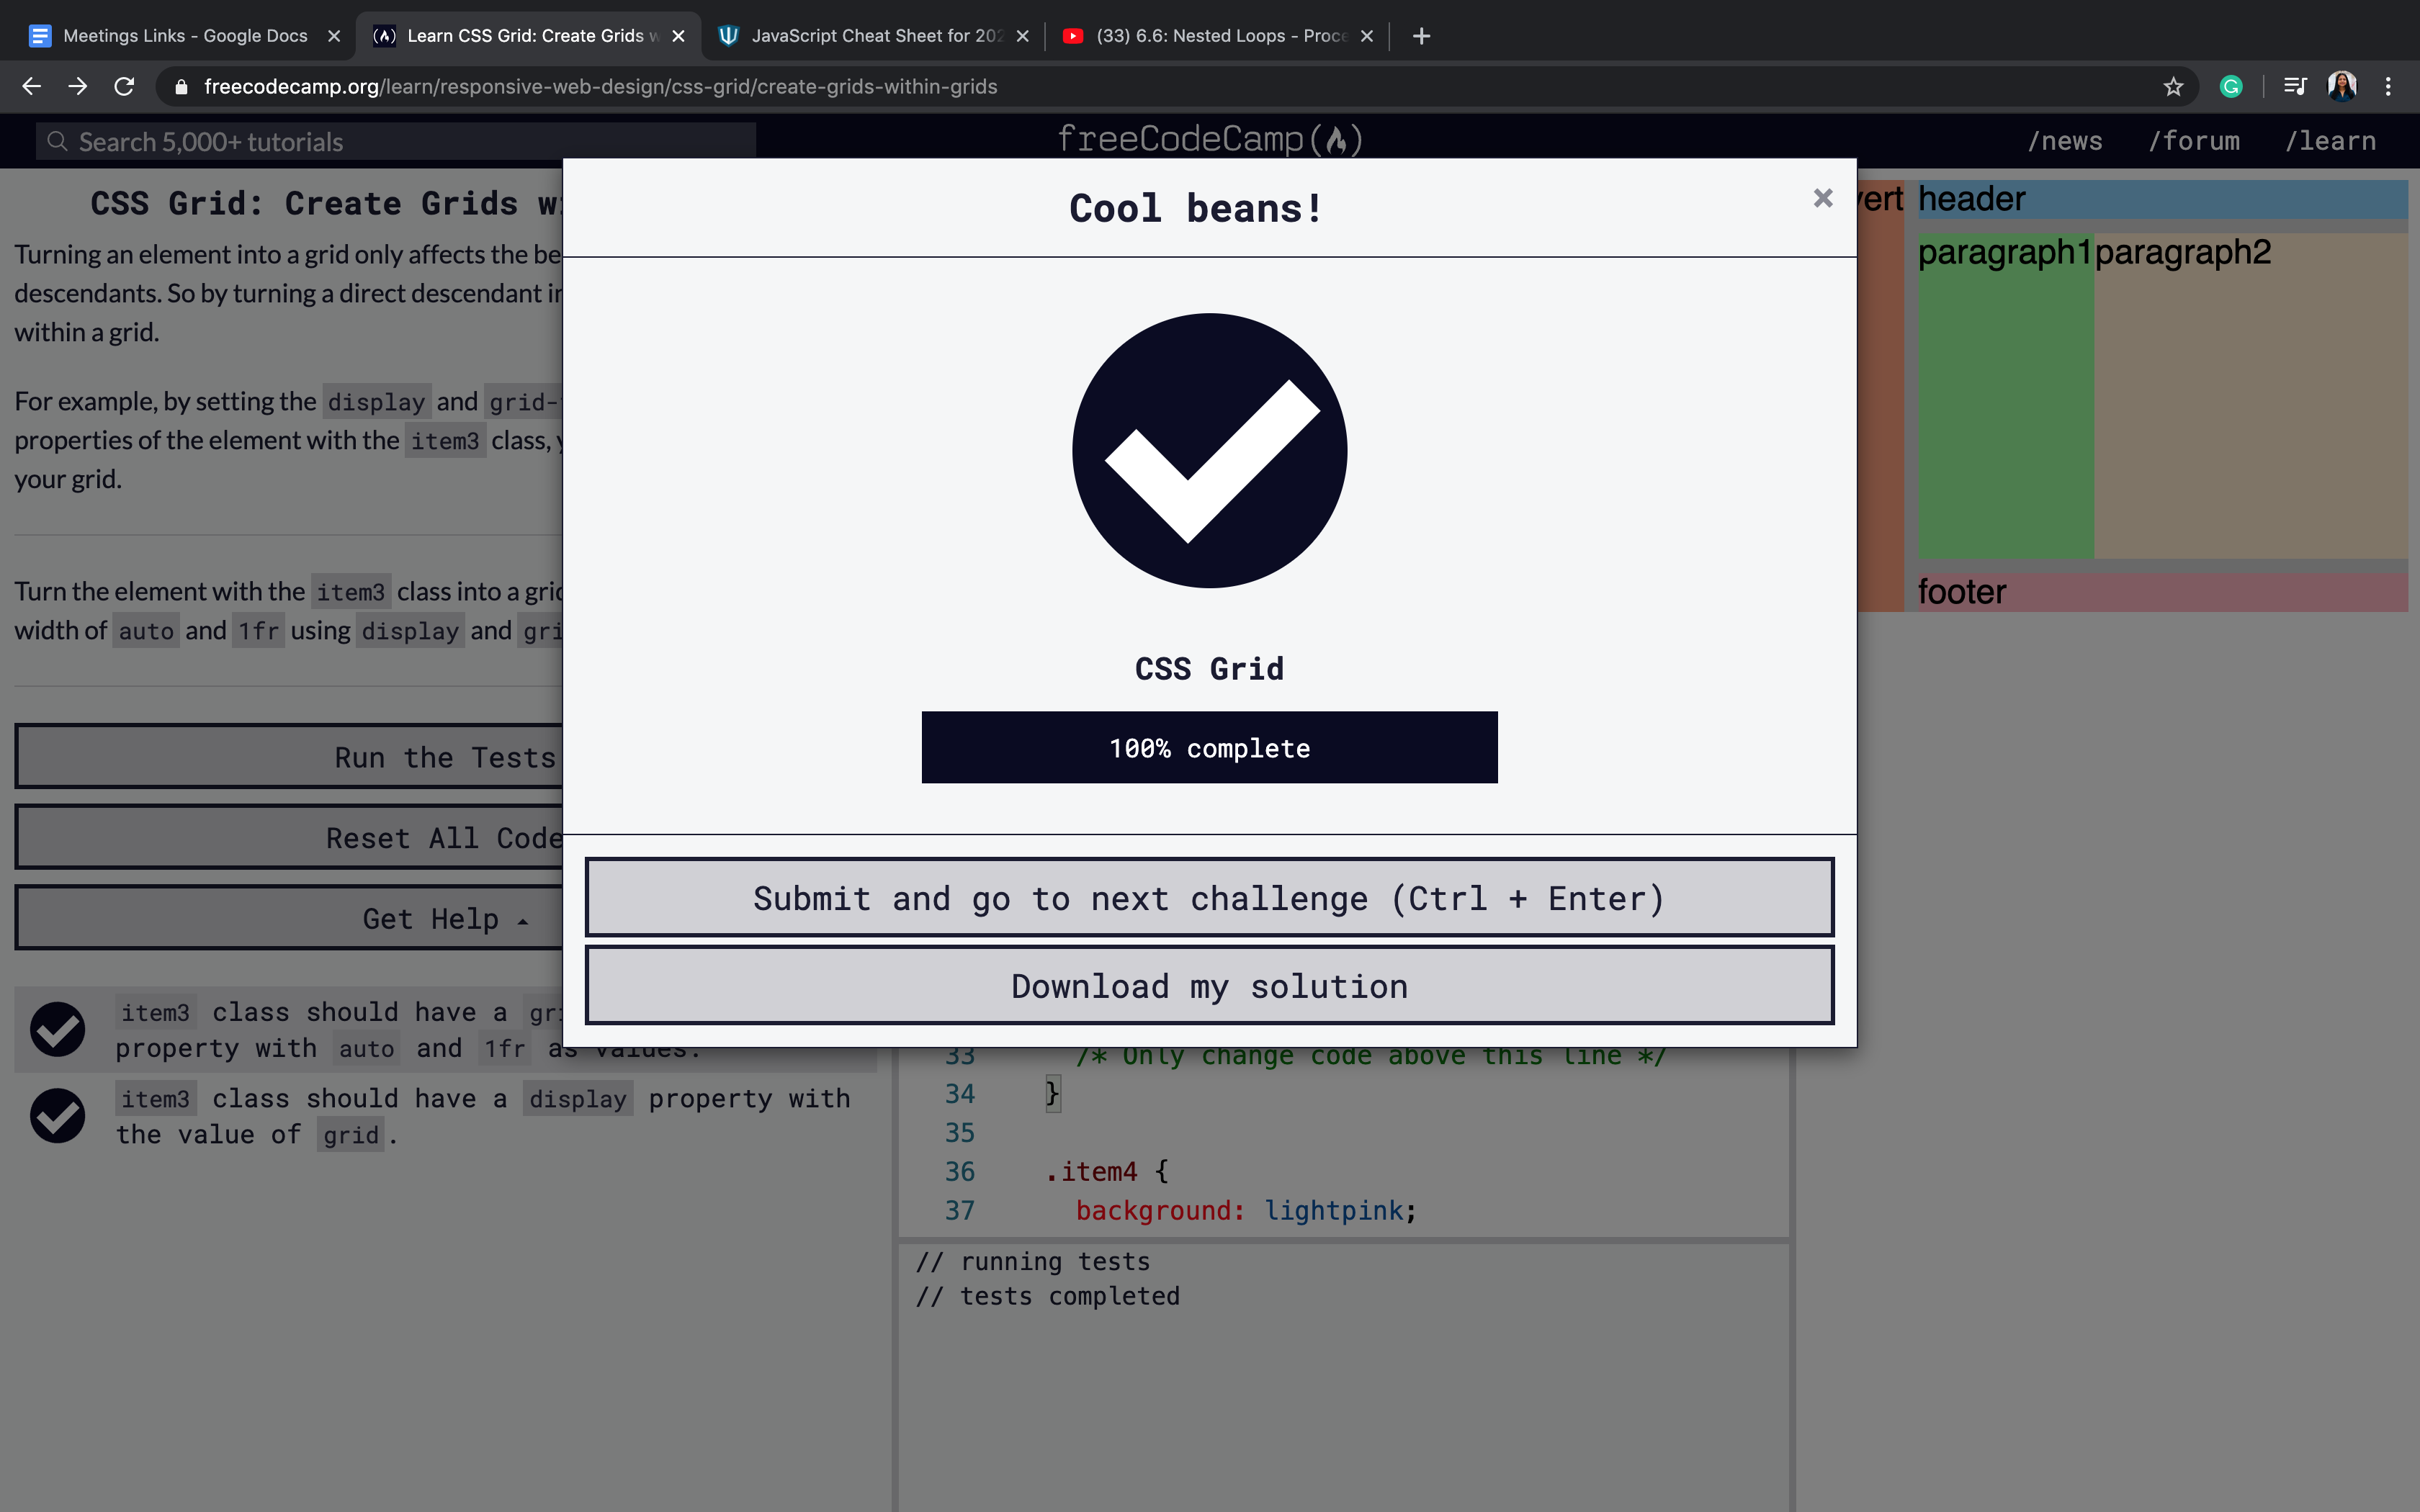 Meetings Links - Google Docs
Learn CSS Grid: Create Grids w
JavaScript Cheat Sheet for 202
(33) 6.6: Nested Loops - Proce
freecodecamp.org/learn/responsive-web-design/css-grid/create-grids-within-grids
Search 5,000+ tutorials
freeCodeCamp
/news
/forum
/learn
CSS Grid: Create Grids w
Turning an element into a grid only affects the be
descendants. So by turning a direct descendant i
within a grid.
For example, by setting the display and grid-
properties of the element with the item3 class,
your grid.
Turn the element with the item3 class into a grid
width of auto and 1fr using display and gri
Run the Tests
Reset All Code
Get Help
item3 class should have a gri
property with auto and 1fr as values.
item3 class should have a display property with
the value of grid.
Cool beans!
×
CSS Grid
100% complete
Submit and go to next challenge (Ctrl + Enter)
Download my solution
33 /* Only change code above this line */
34 }
35
36 .item4 {
37 background: lightpink;
// running tests
// tests completed
vert
header
paragraph1
paragraph2
footer